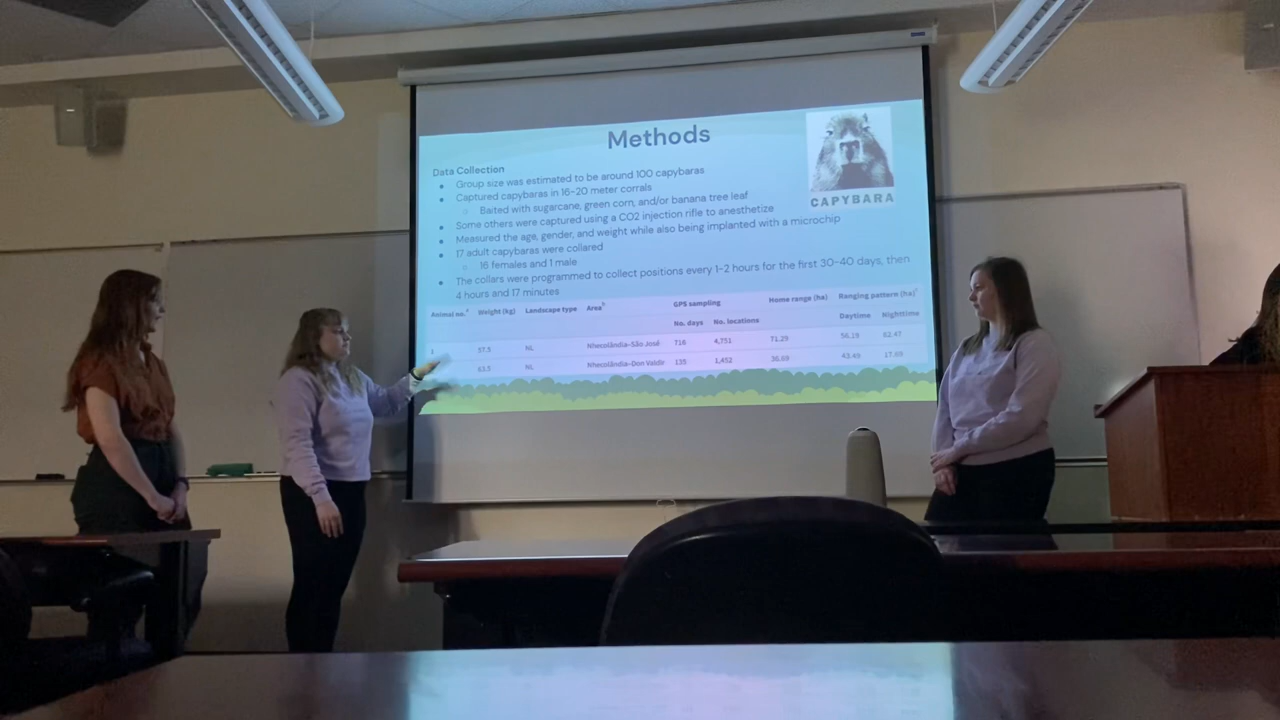 Methods
CAPYBARA
Data Collection
Group size was estimated to be around 100 capybaras
Captured capybaras in 16-20 meter corrals
Baited with sugarcane, green corn, and/or banana tree leaf
Some others were captured using a CO2 injection rifle to anesthetize
Measured the age, gender, and weight while also being implanted with a microchip
17 adult capybaras were collared
16 females and 1 male
The collars were programmed to collect positions every 1-2 hours for the first 30-40 days, then
4 hours and 17 minutes
Animal no. Weight (kg) Landscape type Area GPS sampling Home range (ha) Ranging pattern (ha)
No. days No. locations Daytime Nighttime
1 57.5 NL Nhecolândia–São José 716 4,751 71.29 56.19 82.47
63.5 NL Nhecolândia–Don Valdir 135 1,452 36.69 43.49 17.69